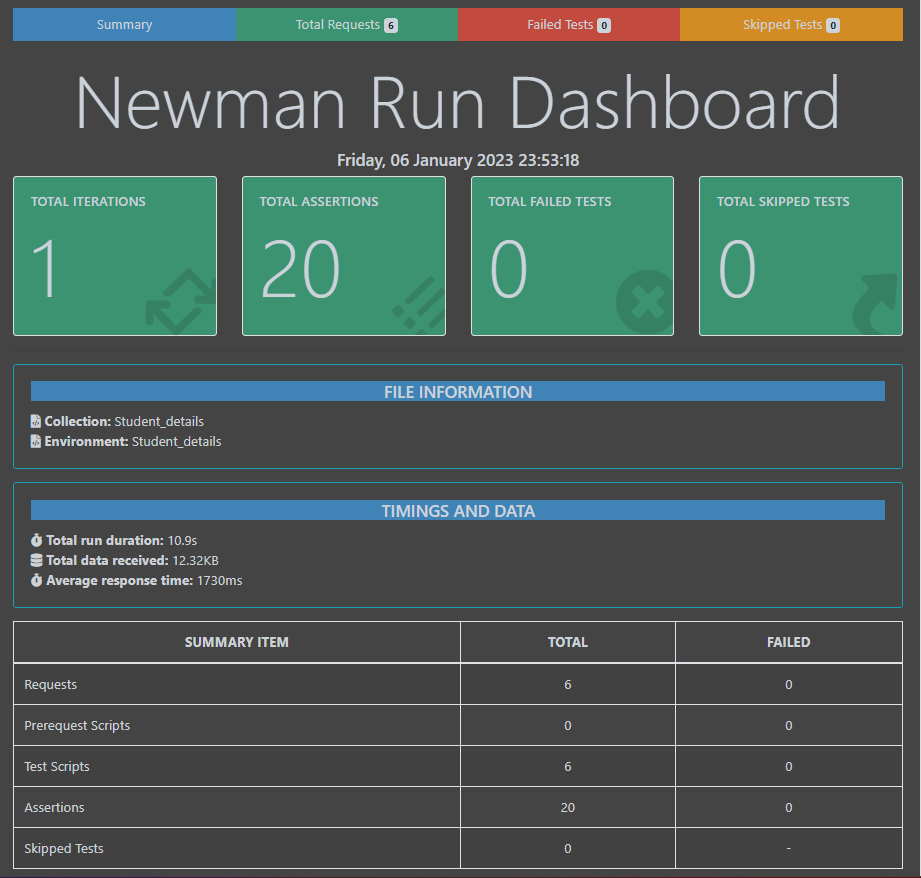 Summary Total Requests 6 Failed Tests 0 Skipped Tests 0
Newman Run Dashboard
Friday, 06 January 2023 23:53:18
TOTAL ITERATIONS TOTAL ASSERTIONS TOTAL FAILED TESTS TOTAL SKIPPED TESTS
1 20 0 0
FILE INFORMATION
Collection: Student_details
Environment: Student_details
TIMINGS AND DATA
Total run duration: 10.9s
Total data received: 12.32KB
Average response time: 1730ms
SUMMARY ITEM TOTAL FAILED
Requests 6 0
Prerequest Scripts 0 0
Test Scripts 6 0
Assertions 20 0
Skipped Tests 0 -